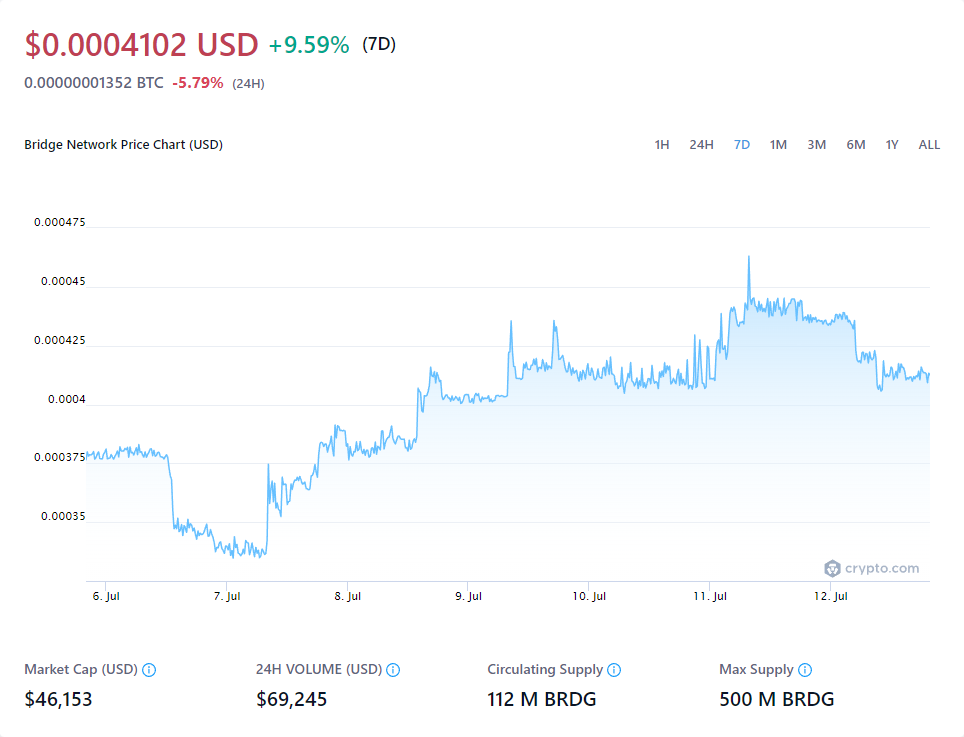 $0.0004102 USD +9.59% (7D)
0.00000001352 BTC -5.79% (24H)
Bridge Network Price Chart (USD) 1H 24H 7D 1M 3M 6M 1Y ALL
0.000475
0.00045
0.000425
0.0004
0.000375
0.00035
crypto.com
6. Jul 7. Jul 8. Jul 9. Jul 10. Jul 11. Jul 12. Jul
Market Cap (USD) 24H VOLUME (USD) Circulating Supply Max Supply
$46,153 $69,245 112 M BRDG 500 M BRDG